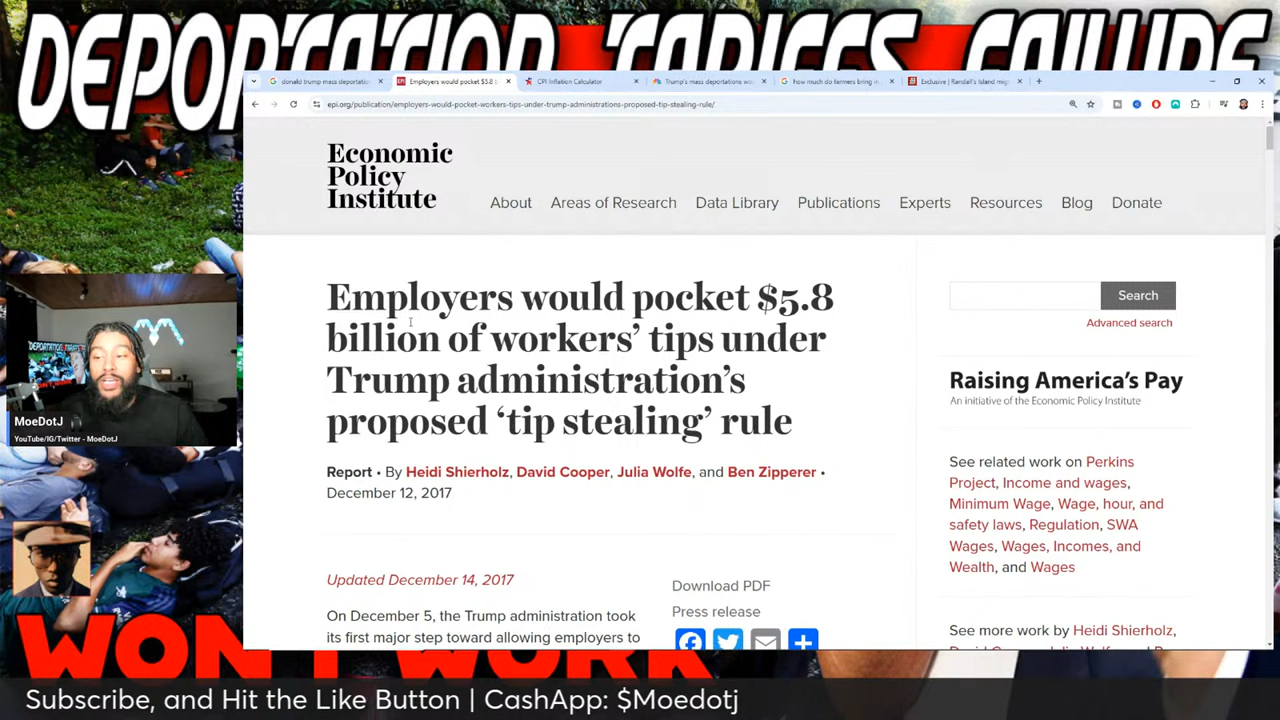 DEPORTATION, TARIFFS, FAILURE
donald trump mass deportation
Employers would pocket $5.8 b
CPI Inflation Calculator
Trump's mass deportations wo
how much do farmers bring in
Exclusive | Randall's Island mig
epi.org/publication/employers-would-pocket-workers-tips-under-trump-administrations-proposed-tip-stealing-rule/
Economic
Policy
Institute
About Areas of Research Data Library Publications Experts Resources Blog Donate
Employers would pocket $5.8
billion of workers’ tips under
Trump administration’s
proposed ‘tip stealing’ rule
Report • By Heidi Shierholz, David Cooper, Julia Wolfe, and Ben Zipperer •
December 12, 2017
Updated December 14, 2017
On December 5, the Trump administration took
its first major step toward allowing employers to
Download PDF
Press release
Search
Advanced search
Raising America's Pay
An initiative of the Economic Policy Institute
See related work on Perkins
Project, Income and wages,
Minimum Wage, Wage, hour, and
safety laws, Regulation, SWA
Wages, Wages, Incomes, and
Wealth, and Wages
See more work by Heidi Shierholz,
MoeDotJ
YouTube/IG/Twitter - MoeDotJ
WON'T WORK
Subscribe, and Hit the Like Button | CashApp: $Moedotj